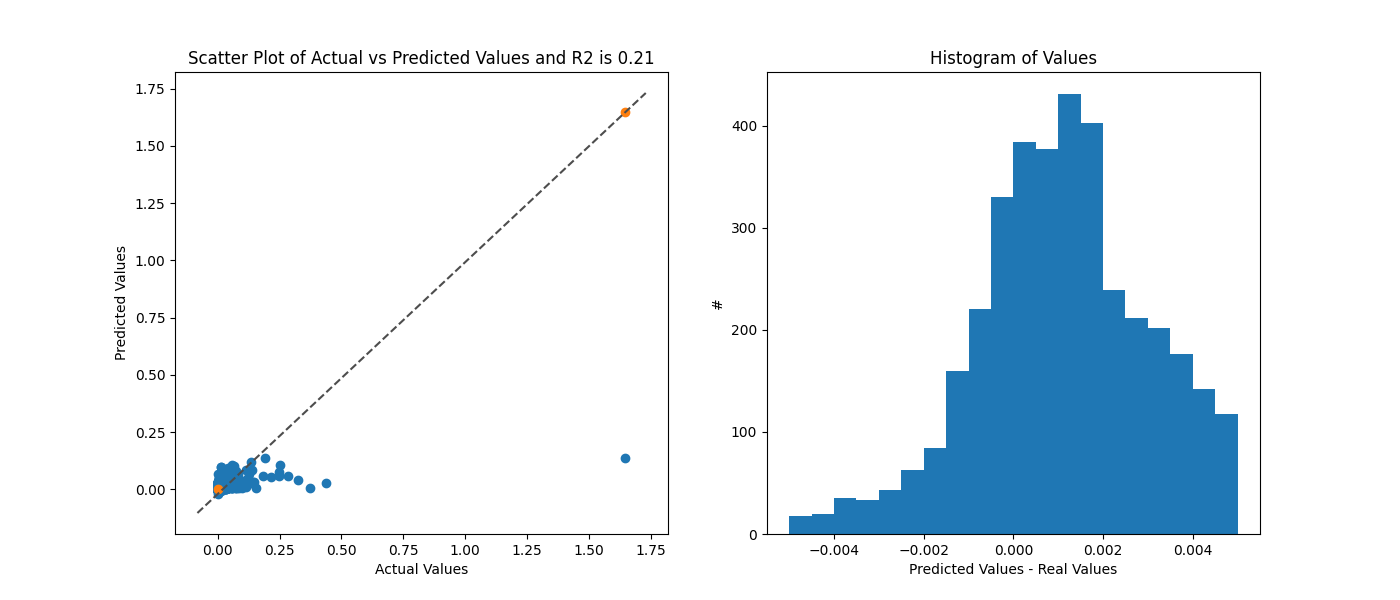 Scatter Plot of Actual vs Predicted Values and R2 is 0.21
1.75
1.50
1.25
1.00
0.75
0.50
0.25
0.00
Predicted Values
0.00 0.25 0.50 0.75 1.00 1.25 1.50 1.75
Actual Values
Histogram of Values
400
300
200
100
0
#
−0.004 −0.002 0.000 0.002 0.004
Predicted Values - Real Values